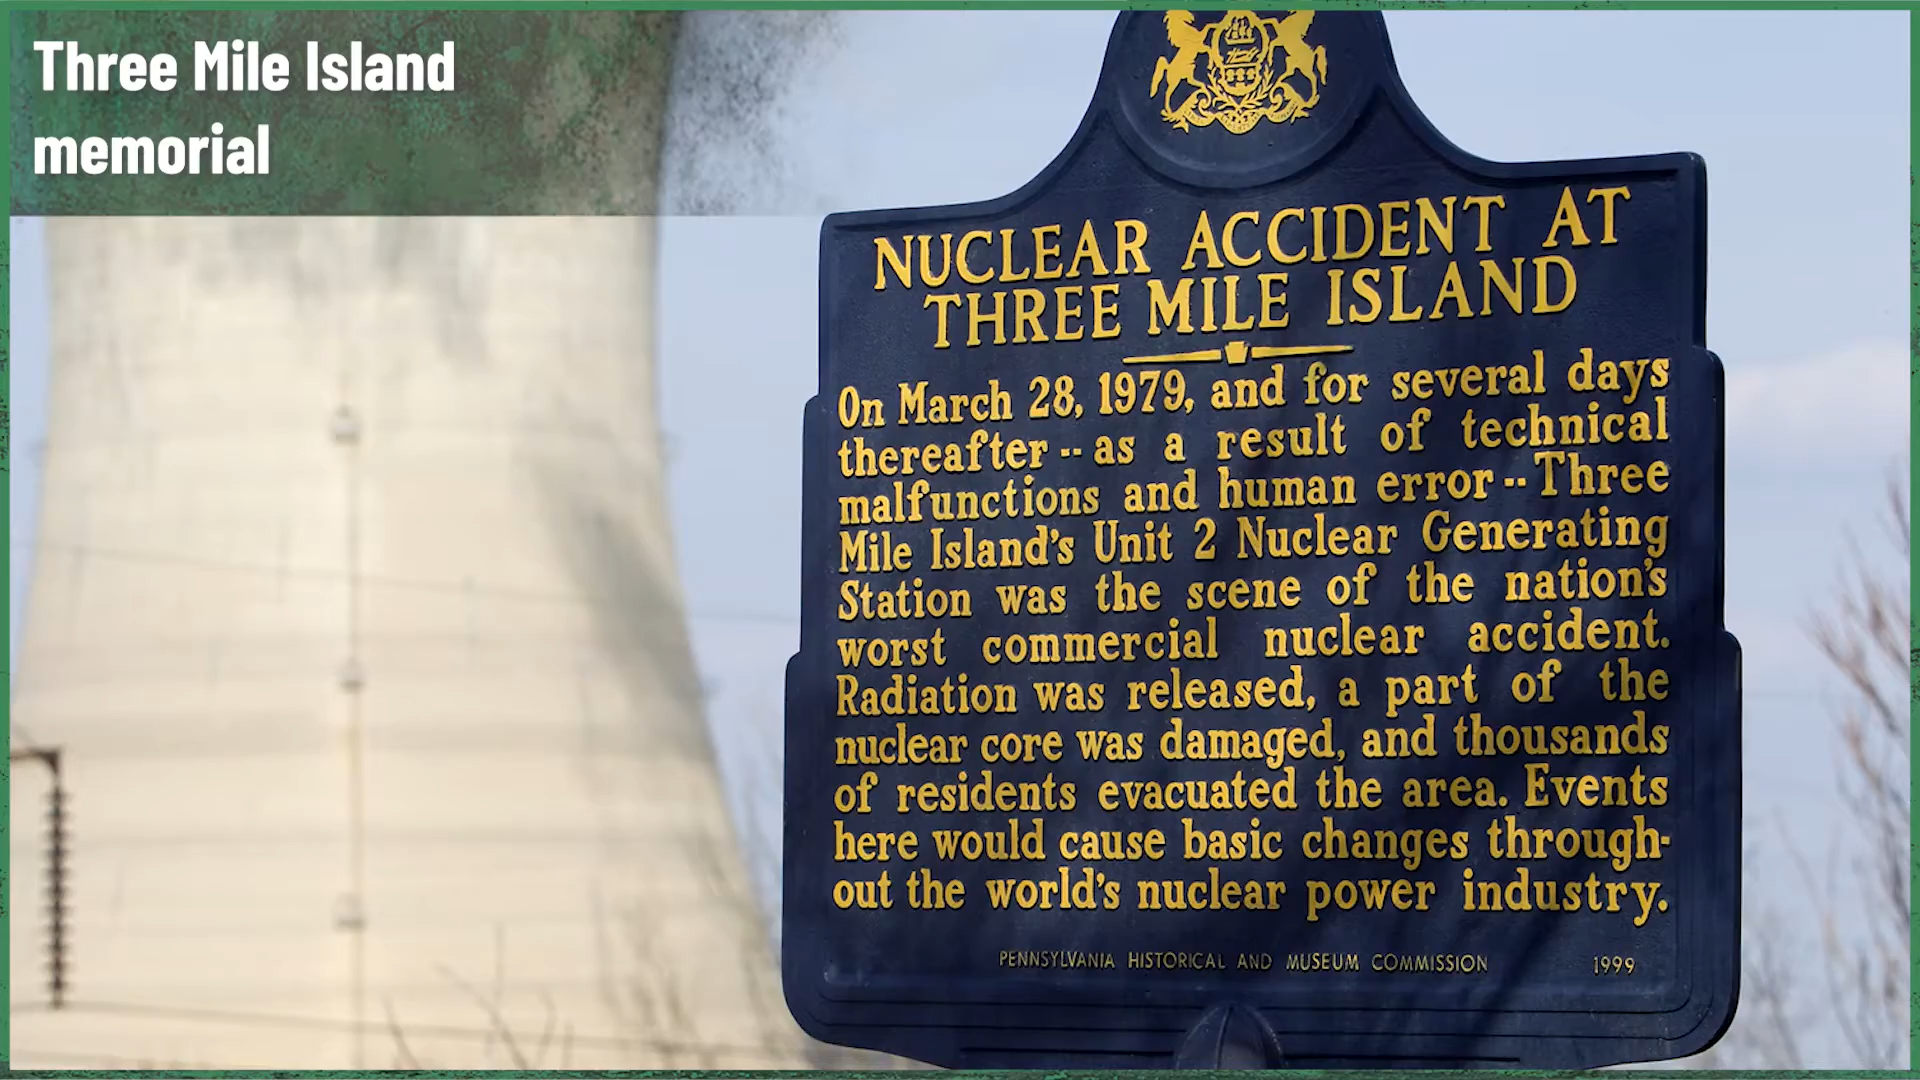 Three Mile Island
memorial
NUCLEAR ACCIDENT AT
THREE MILE ISLAND
On March 28, 1979, and for several days
thereafter -- as a result of technical
malfunctions and human error -- Three
Mile Island's Unit 2 Nuclear Generating
Station was the scene of the nation's
worst commercial nuclear accident.
Radiation was released, a part of the
nuclear core was damaged, and thousands
of residents evacuated the area. Events
here would cause basic changes through-
out the world's nuclear power industry.
PENNSYLVANIA HISTORICAL AND MUSEUM COMMISSION 1999